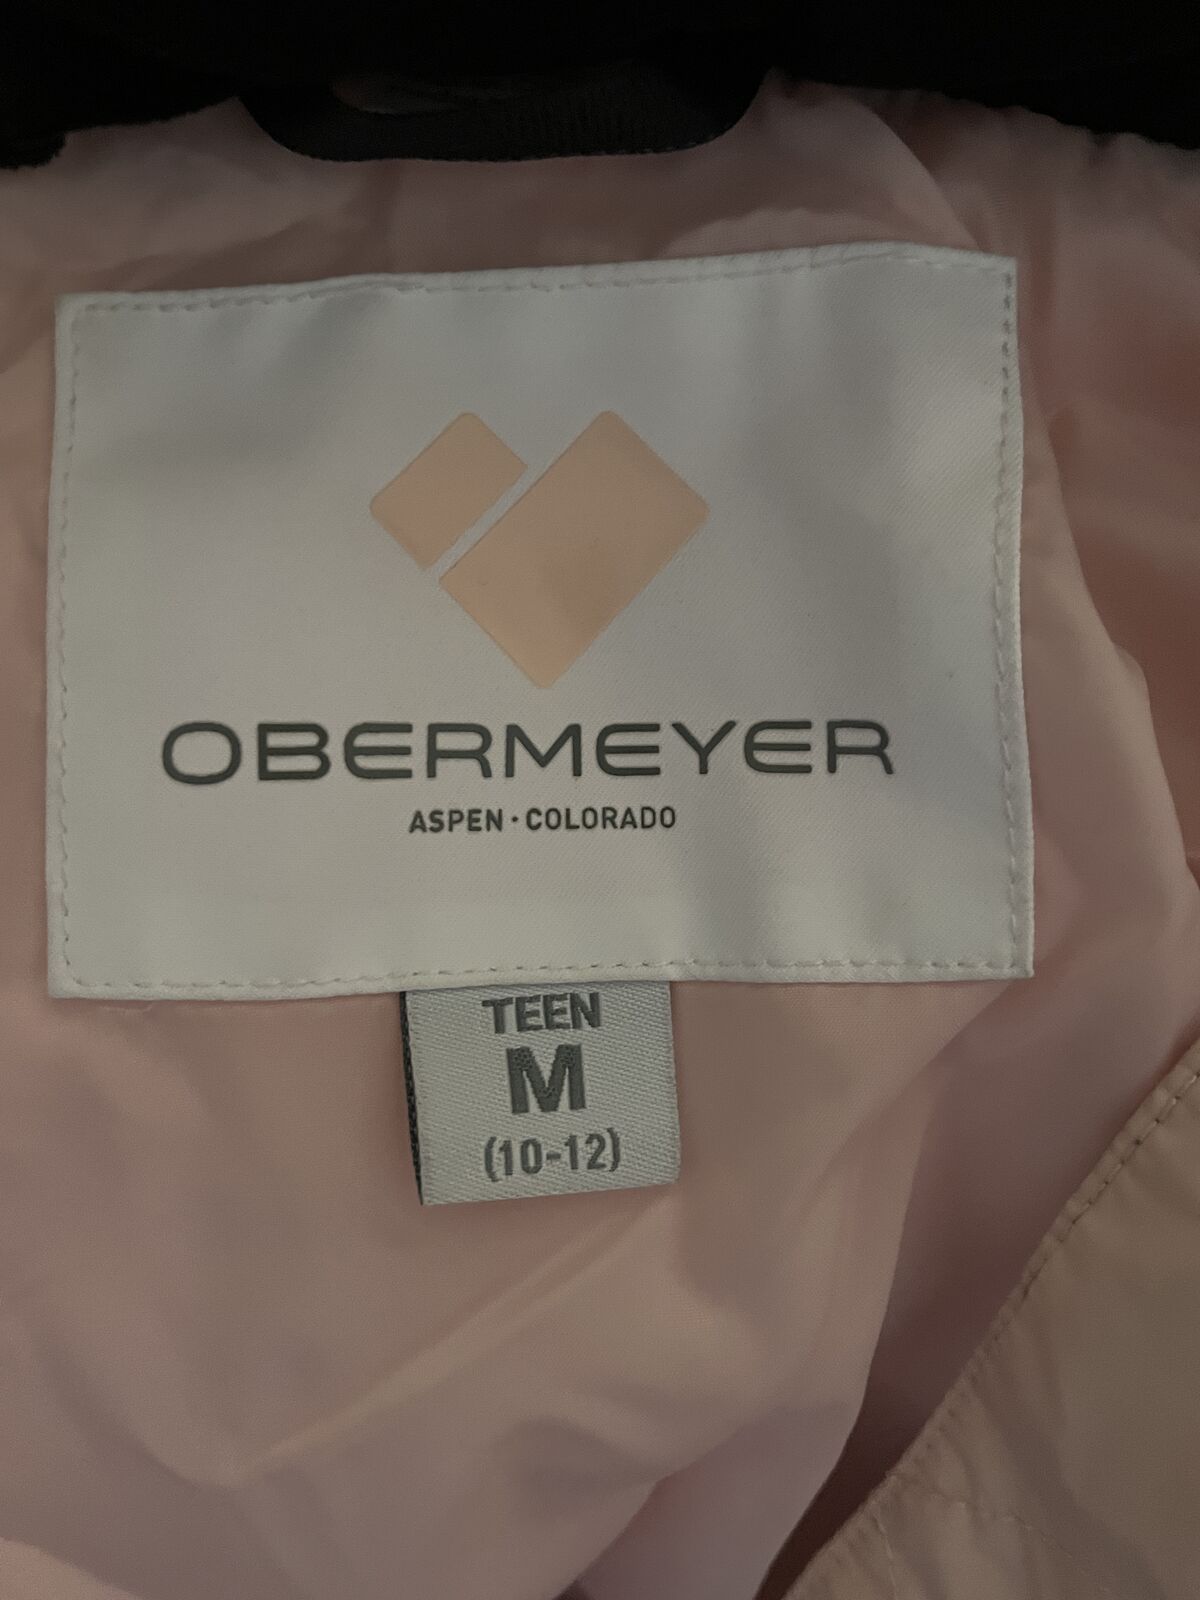 OBERMEYER
ASPEN · COLORADO
TEEN
M
(10-12)